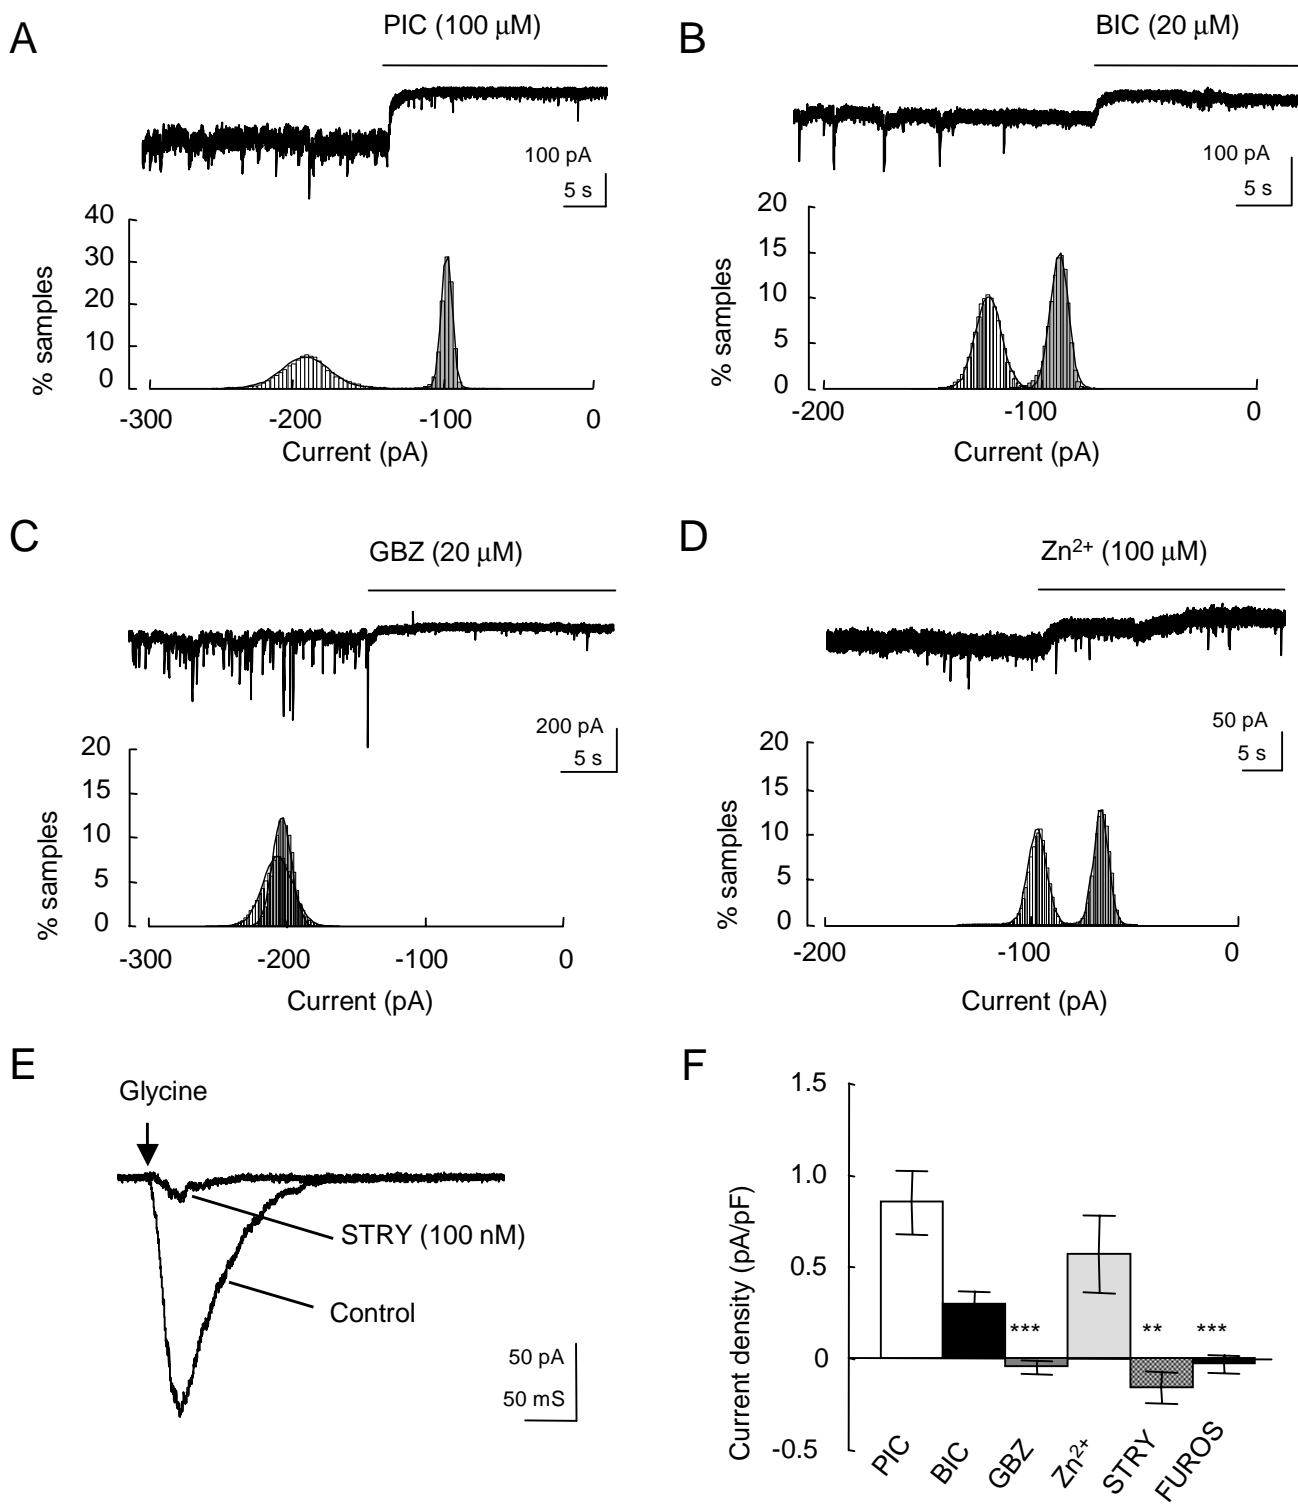 A
PIC (100 μM)
100 pA
5 s
40
30
20
10
0
% samples
-300
-200
-100
0
Current (pA)
B
BIC (20 μM)
100 pA
5 s
20
15
10
5
0
% samples
-200
-100
0
Current (pA)
C
GBZ (20 μM)
200 pA
5 s
20
15
10
5
0
% samples
-300
-200
-100
0
Current (pA)
D
Zn²⁺ (100 μM)
50 pA
5 s
20
15
10
5
0
% samples
-200
-100
0
Current (pA)
E
Glycine
STRY (100 nM)
Control
50 pA
50 mS
F
1.5
1.0
0.5
0
-0.5
Current density (pA/pF)
***
**
***
PIC
BIC
GBZ
Zn²⁺
STRY
FUROS